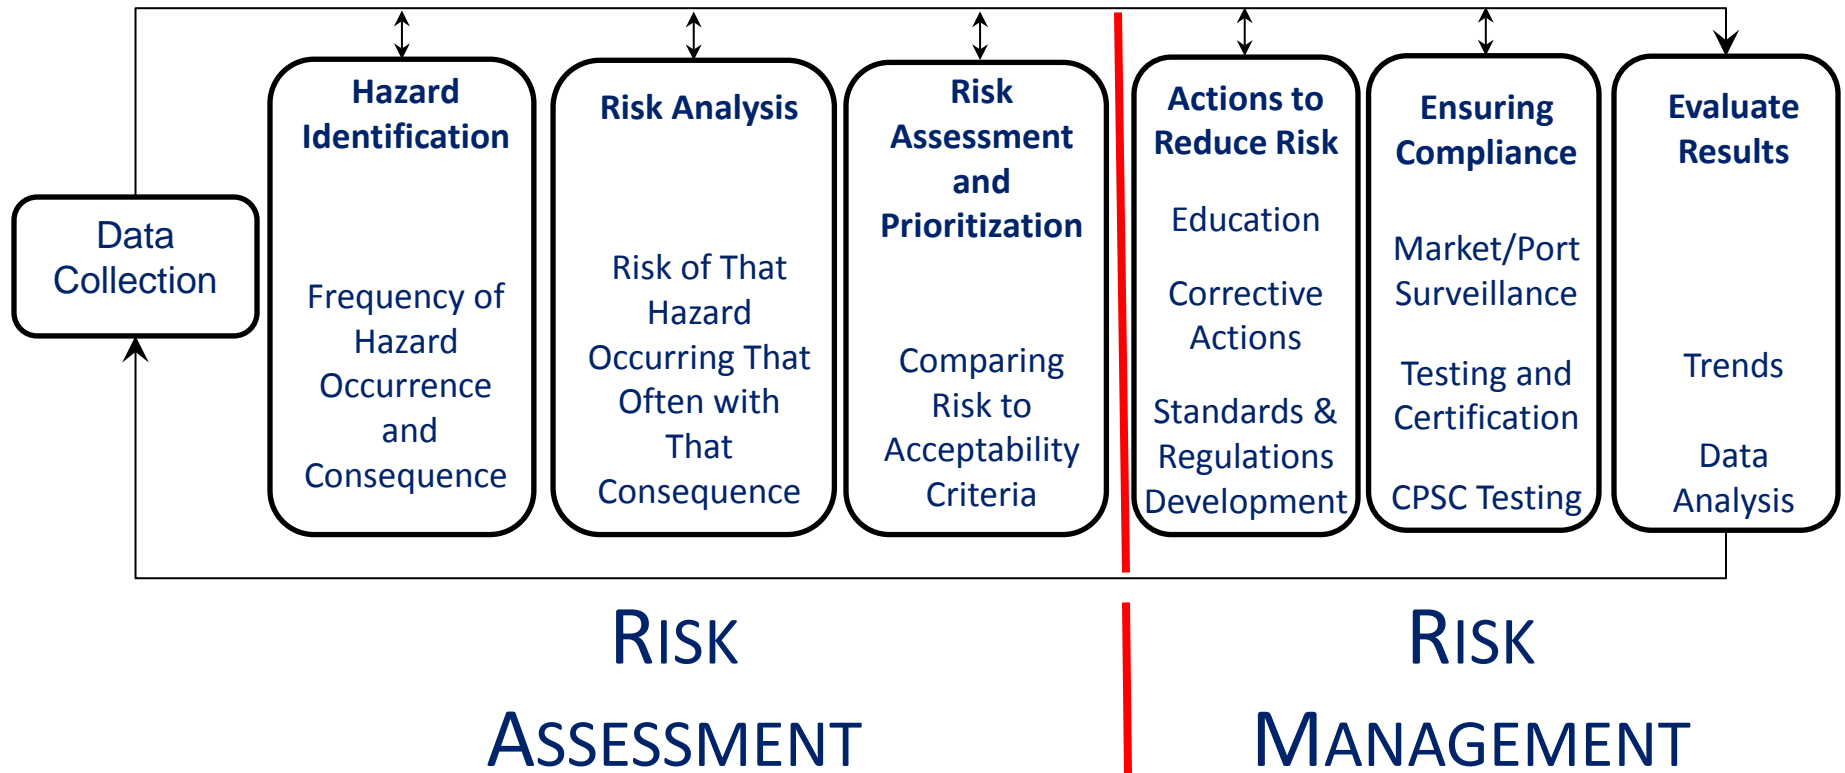 Data
Collection
Hazard
Identification
Frequency of
Hazard
Occurrence
and
Consequence
Risk Analysis
Risk of That
Hazard
Occurring That
Often with
That
Consequence
Risk
Assessment
and
Prioritization
Comparing
Risk to
Acceptability
Criteria
Actions to
Reduce Risk
Education
Corrective
Actions
Standards &
Regulations
Development
Ensuring
Compliance
Market/Port
Surveillance
Testing and
Certification
CPSC Testing
Evaluate
Results
Trends
Data
Analysis
RISK
ASSESSMENT
RISK
MANAGEMENT